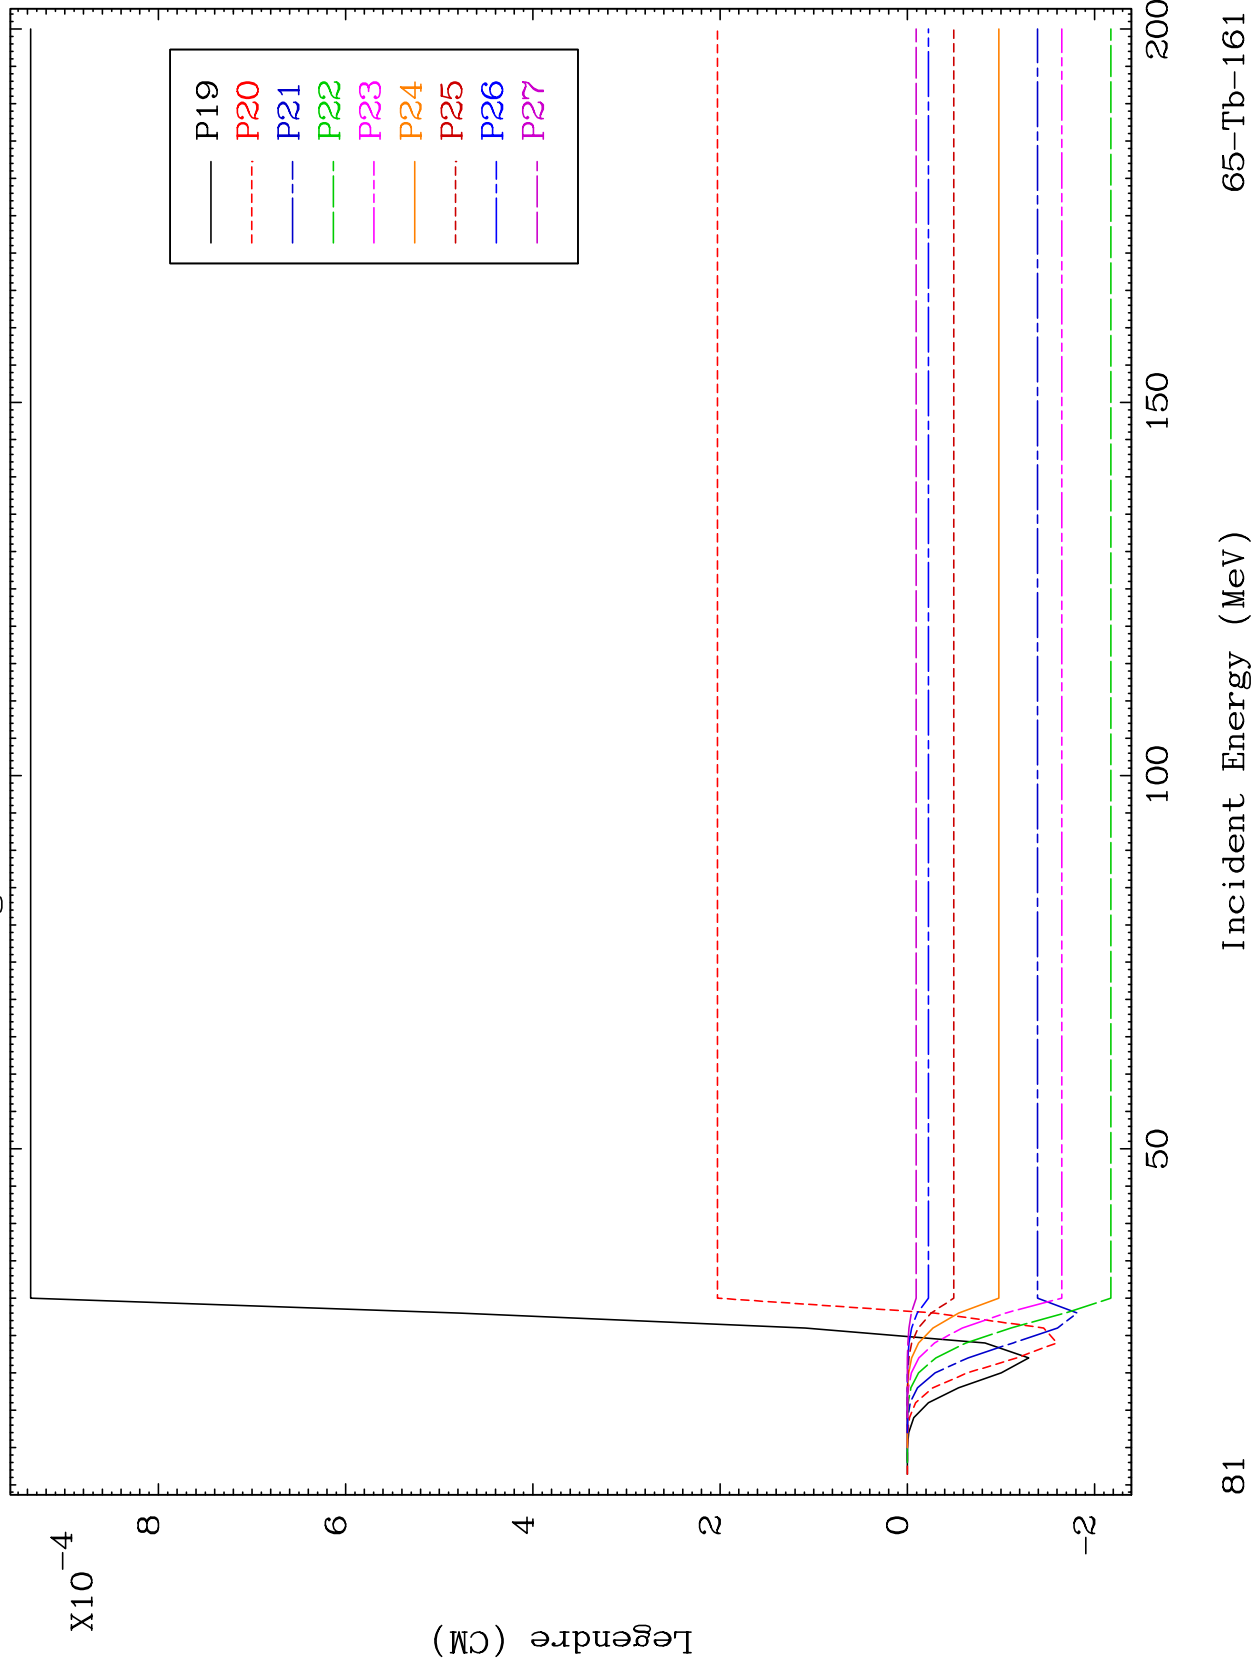 X10-4
8
6
4
2
0
-2
Legendre (CM)
P19
P20
P21
P22
P23
P24
P25
P26
P27
50
100
150
200
Incident Energy (MeV)
81
65-Tb-161